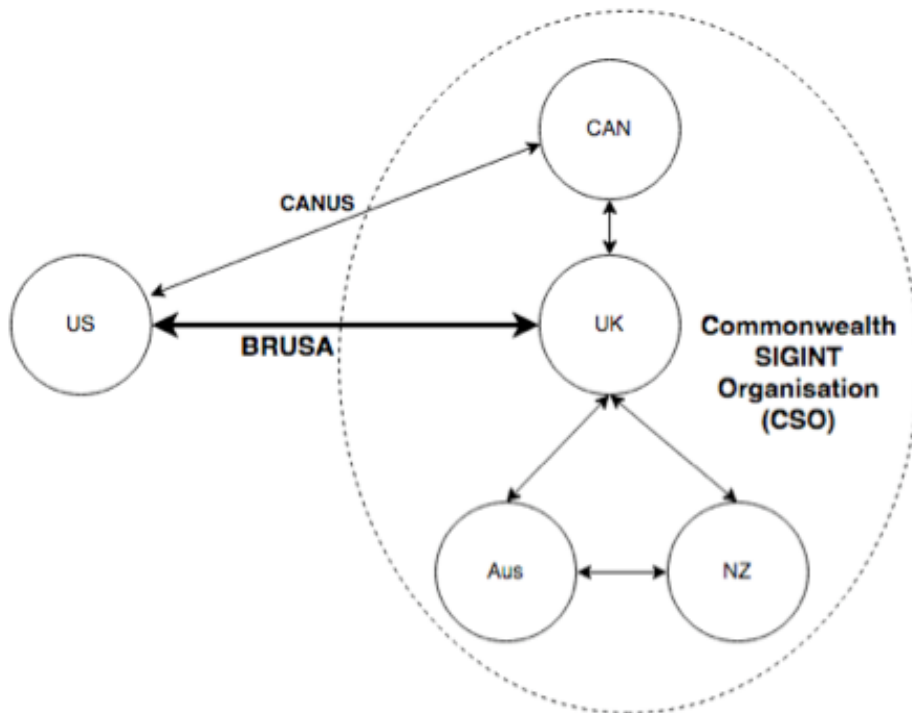 CAN
CANUS
US
BRUSA
UK
Commonwealth
SIGINT
Organisation
(CSO)
Aus
NZ